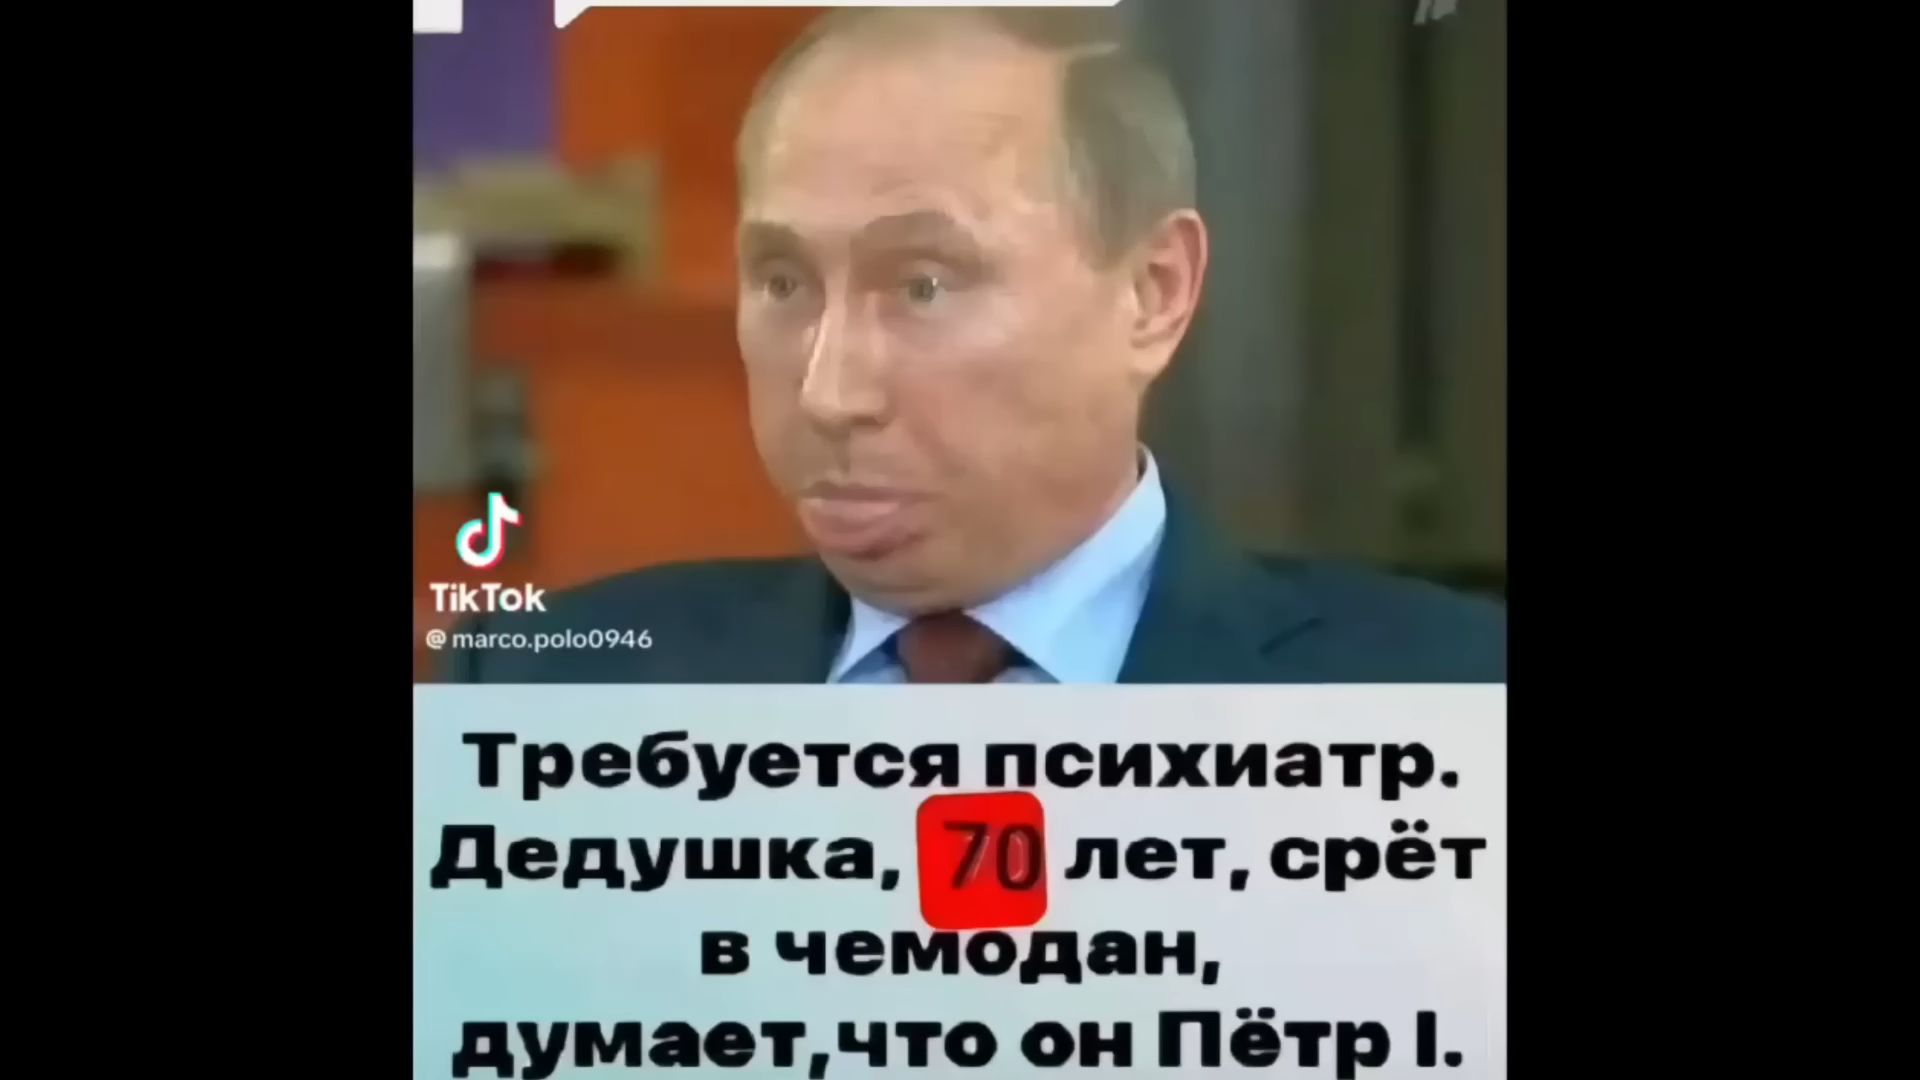 TikTok
@marco.polo0946
Требуется психиатр.
Дедушка, 70 лет, срёт
в чемодан,
думает,что он Пётр I.